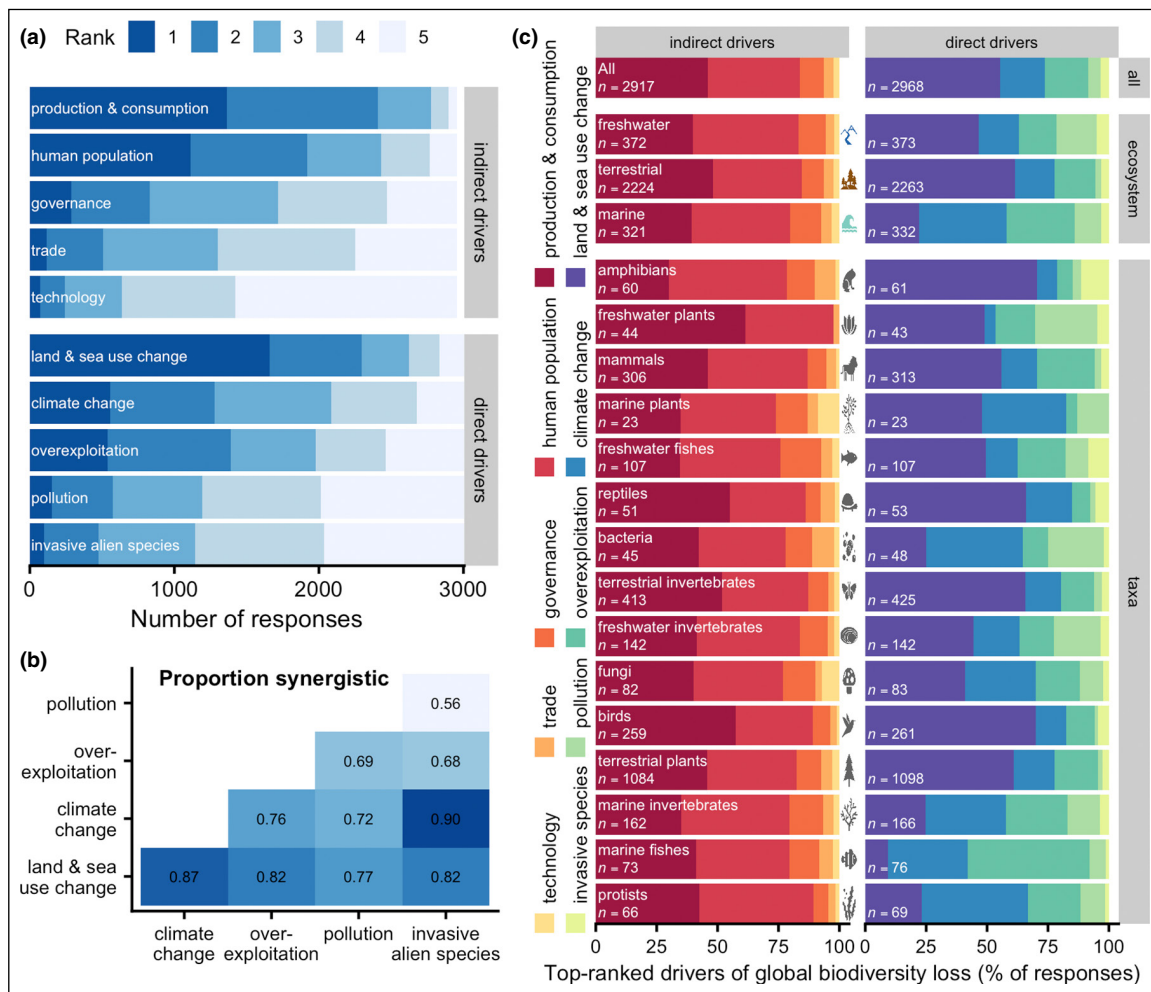 (a) Rank 1 2 3 4 5
production & consumption
human population
governance
trade
technology
indirect drivers
land & sea use change
climate change
overexploitation
pollution
invasive alien species
direct drivers
0 1000 2000 3000
Number of responses
(b)
Proportion synergistic
pollution
0.56
over-
exploitation
0.69 0.68
climate
change
0.76 0.72 0.90
land & sea
use change
0.87 0.82 0.77 0.82
climate
change
over-
exploitation
pollution
invasive
alien species
(c)
production & consumption
land & sea use change
human population
climate change
governance
overexploitation
trade
pollution
technology
invasive species
indirect drivers
direct drivers
All
n = 2917
n = 2968
all
freshwater
n = 372
n = 373
terrestrial
n = 2224
n = 2263
marine
n = 321
n = 332
ecosystem
amphibians
n = 60
n = 61
freshwater plants
n = 44
n = 43
mammals
n = 306
n = 313
marine plants
n = 23
n = 23
freshwater fishes
n = 107
n = 107
reptiles
n = 51
n = 53
bacteria
n = 45
n = 48
terrestrial invertebrates
n = 413
n = 425
freshwater invertebrates
n = 142
n = 142
fungi
n = 82
n = 83
birds
n = 259
n = 261
terrestrial plants
n = 1084
n = 1098
marine invertebrates
n = 162
n = 166
marine fishes
n = 73
n = 76
protists
n = 66
n = 69
taxa
0 25 50 75 100
0 25 50 75 100
Top-ranked drivers of global biodiversity loss (% of responses)